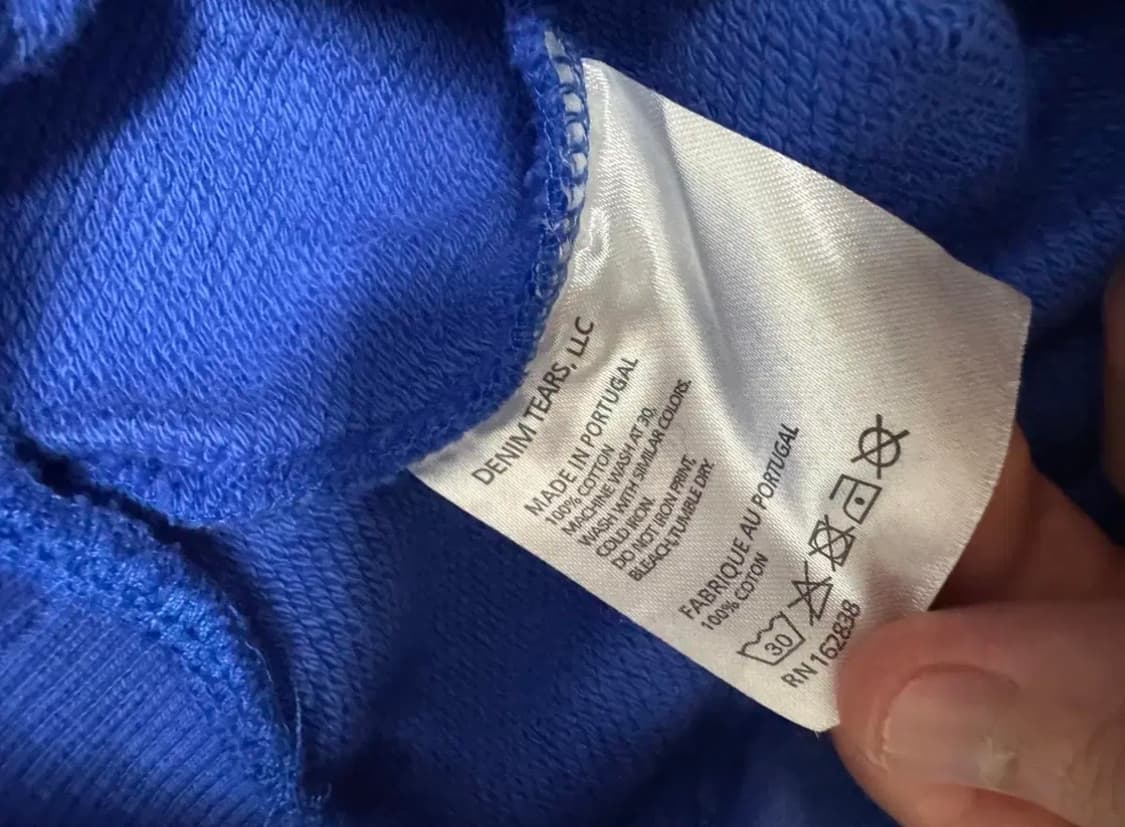 DENIM TEARS, LLC
MADE IN PORTUGAL
100% COTTON
MACHINE WASH AT 30,
WASH WITH SIMILAR COLORS.
COLD IRON.
DO NOT IRON PRINT,
BLEACH,TUMBLE DRY.
FABRIQUE AU PORTUGAL
100% COTON
30
RN 162838